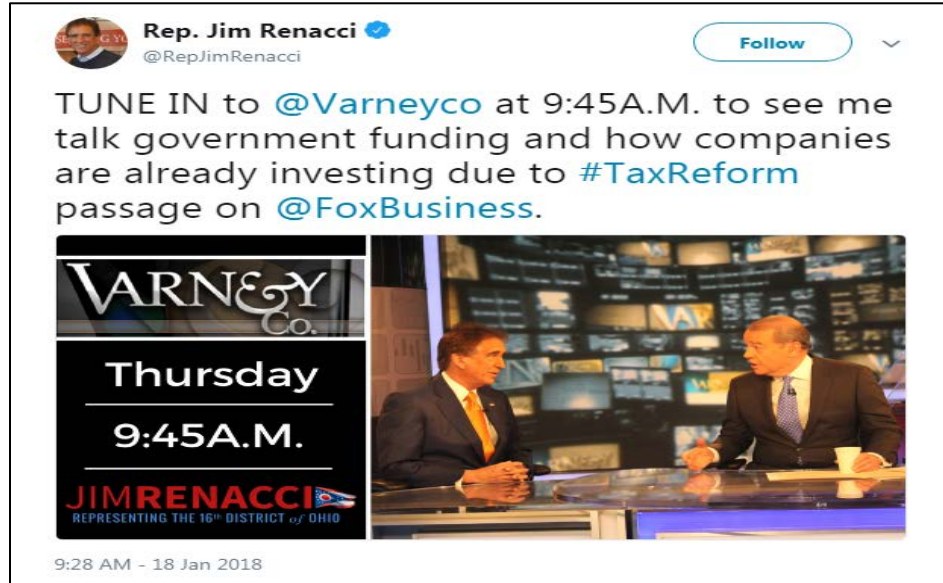 Rep. Jim Renacci
@RepJimRenacci
Follow
TUNE IN to @Varneyco at 9:45A.M. to see me
talk government funding and how companies
are already investing due to #TaxReform
passage on @FoxBusiness.
VARNEY
& Co.
Thursday
9:45A.M.
JIMRENACCI
REPRESENTING THE 16th DISTRICT of OHIO
9:28 AM - 18 Jan 2018